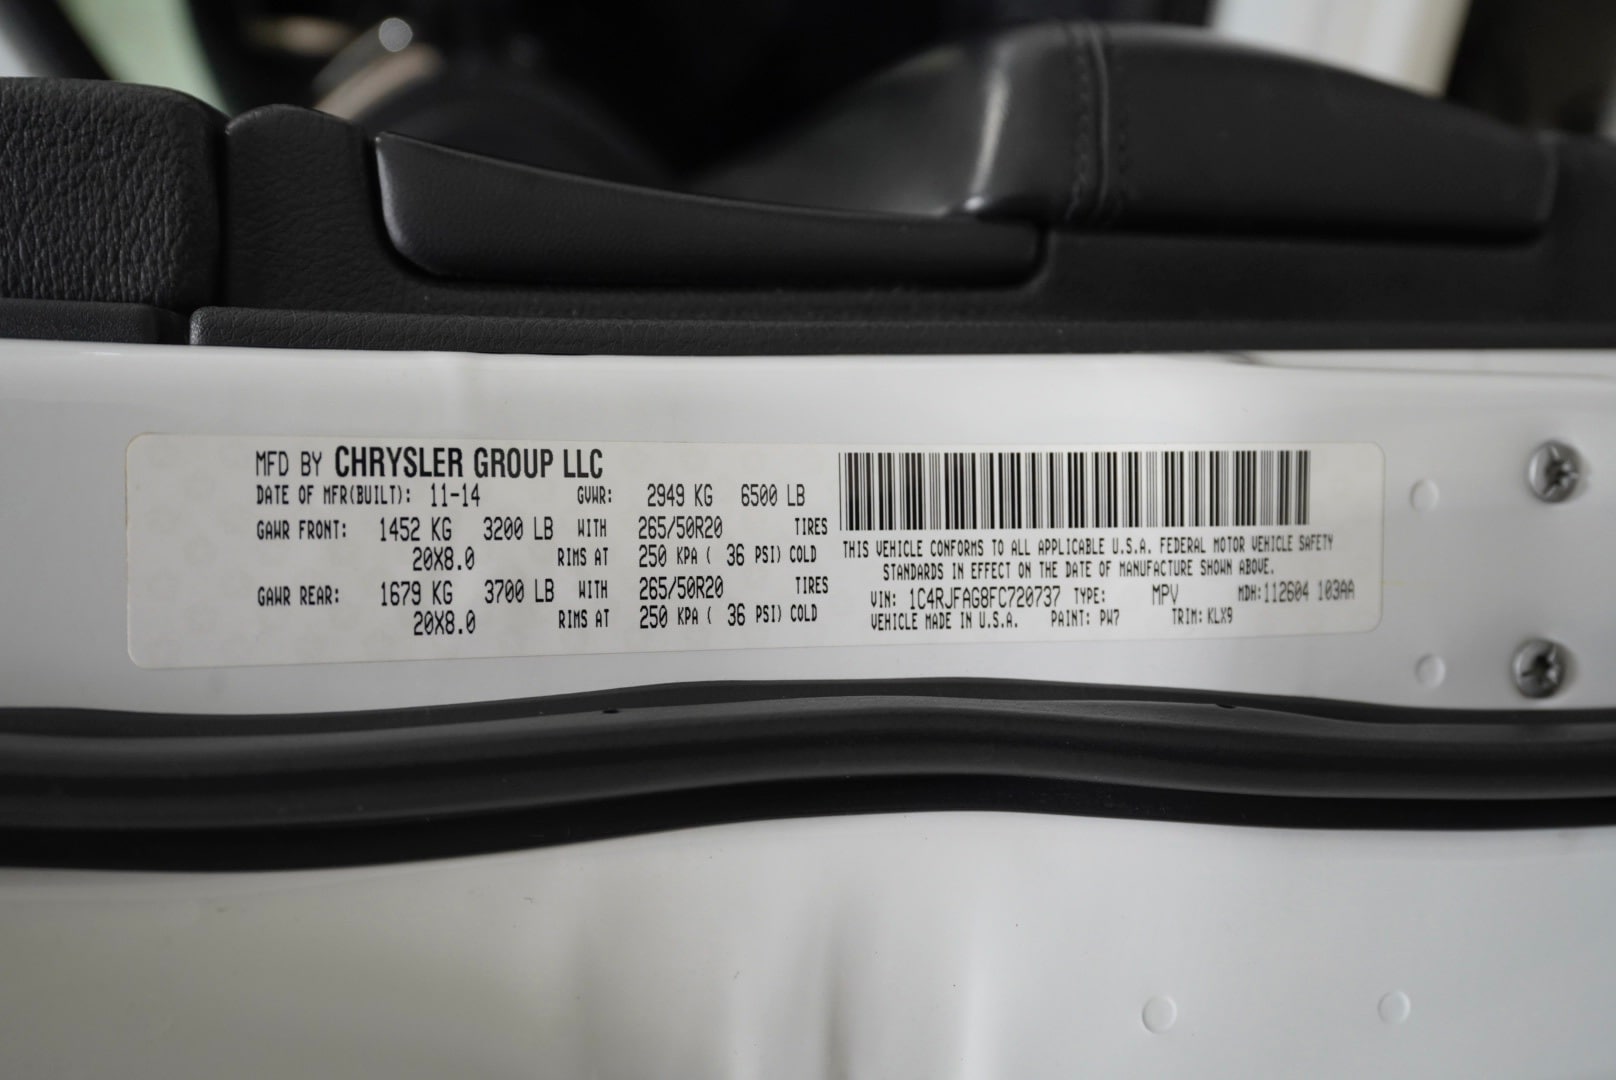 MFD BY CHRYSLER GROUP LLC
DATE OF MFR(BUILT): 11-14 GVWR: 2949 KG 6500 LB
GAWR FRONT: 1452 KG 3200 LB WITH 265/50R20 TIRES
20X8.0 RIMS AT 250 KPA ( 36 PSI) COLD
GAWR REAR: 1679 KG 3700 LB WITH 265/50R20 TIRES
20X8.0 RIMS AT 250 KPA ( 36 PSI) COLD
THIS VEHICLE CONFORMS TO ALL APPLICABLE U.S.A. FEDERAL MOTOR VEHICLE SAFETY
STANDARDS IN EFFECT ON THE DATE OF MANUFACTURE SHOWN ABOVE.
VIN: 1C4RJFAG8FC720737 TYPE: MPV MDH:112604 103AA
VEHICLE MADE IN U.S.A. PAINT: PW7 TRIM: KLX9